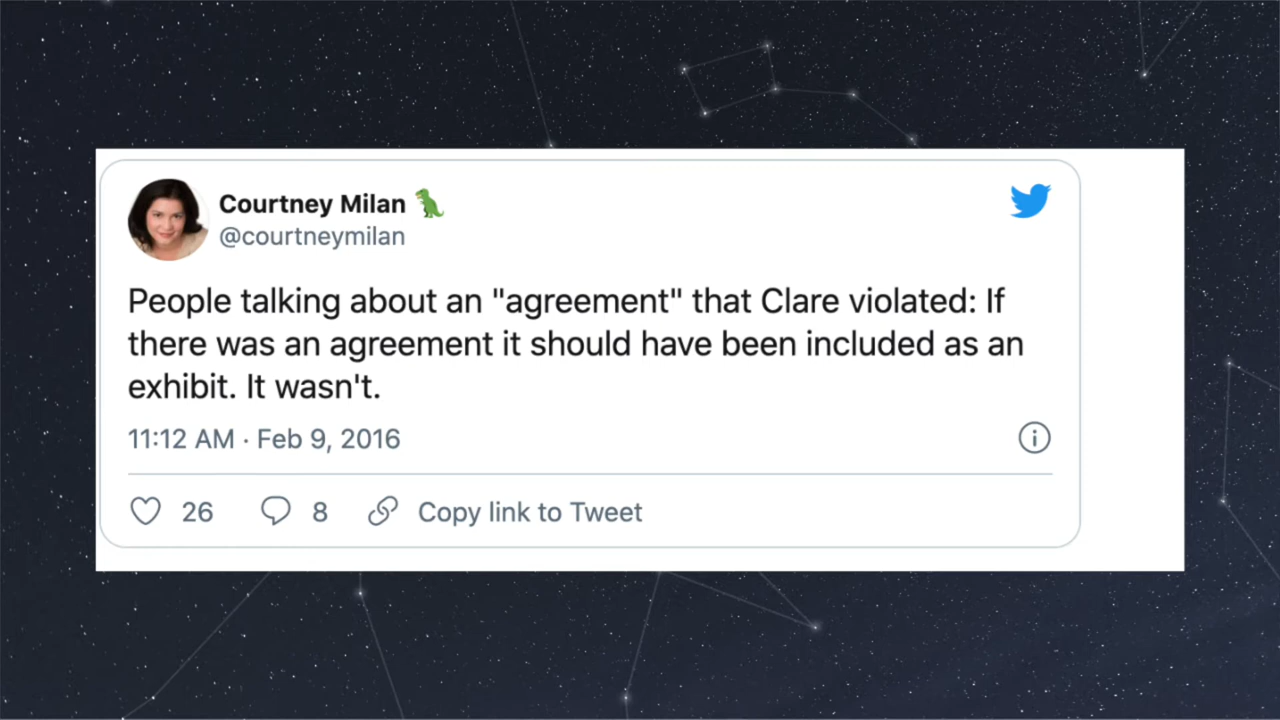 Courtney Milan 🦖
@courtneymilan
People talking about an "agreement" that Clare violated: If
there was an agreement it should have been included as an
exhibit. It wasn't.
11:12 AM · Feb 9, 2016
26 8 Copy link to Tweet